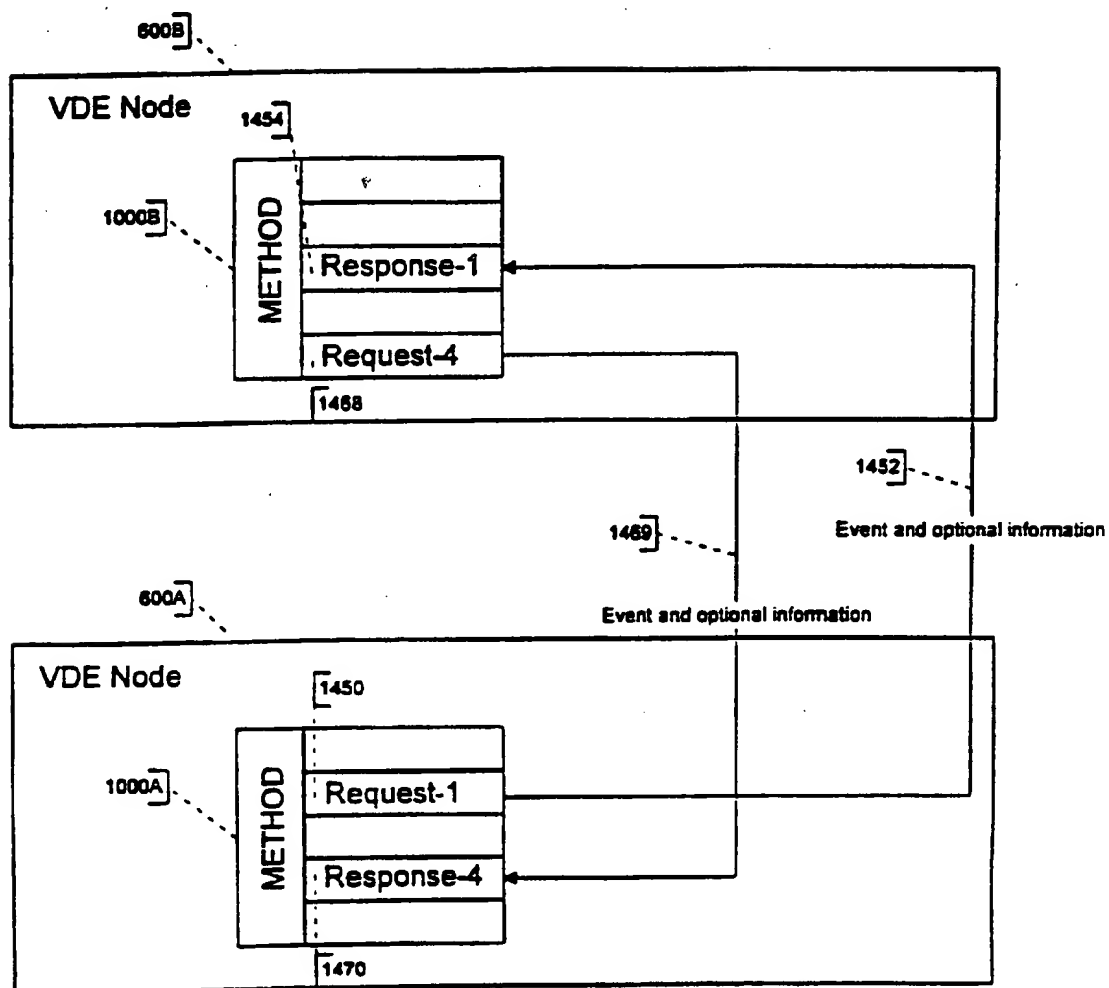 600B
VDE Node
1454
1000B
METHOD
Response-1
Request-4
1468
1452
Event and optional information
1469
600A
Event and optional information
VDE Node
1450
1000A
METHOD
Request-1
Response-4
1470